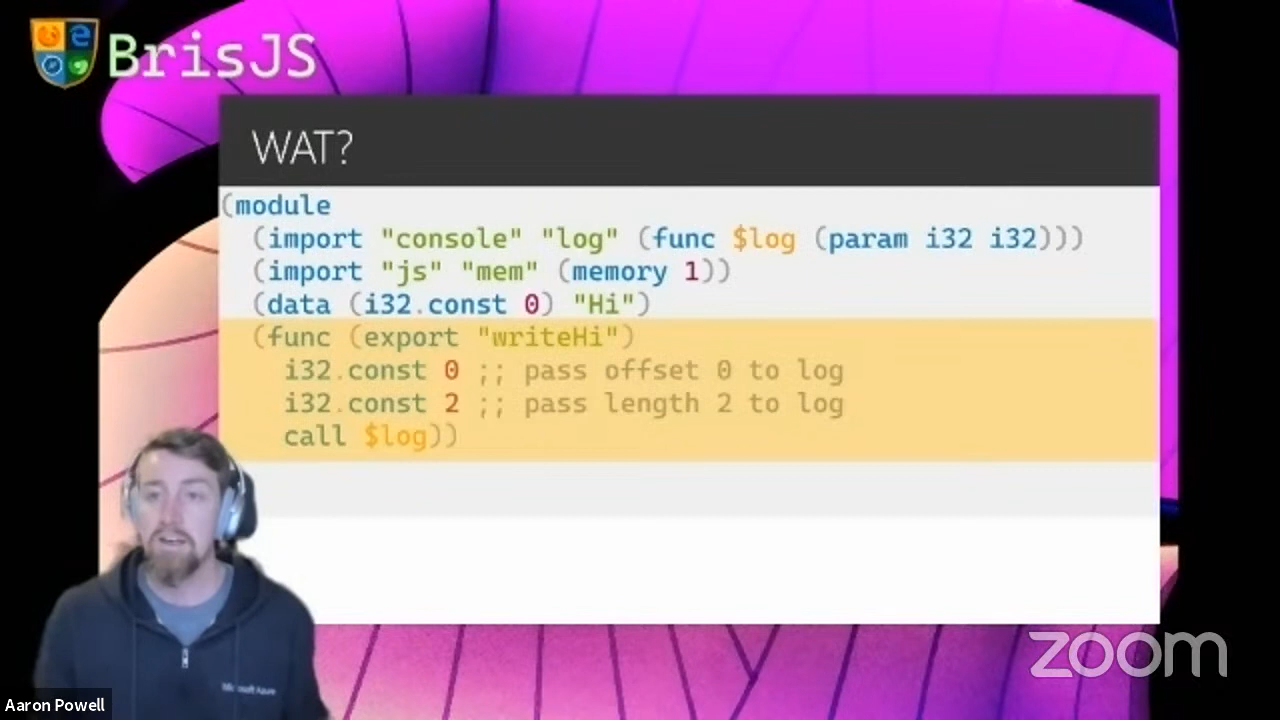 BrisJS
WAT?
(module
(import "console" "log" (func $log (param i32 i32)))
(import "js" "mem" (memory 1))
(data (i32.const 0) "Hi")
(func (export "writeHi")
i32.const 0 ;; pass offset 0 to log
i32.const 2 ;; pass length 2 to log
call $log))
Microsoft Azure
Aaron Powell
zoom